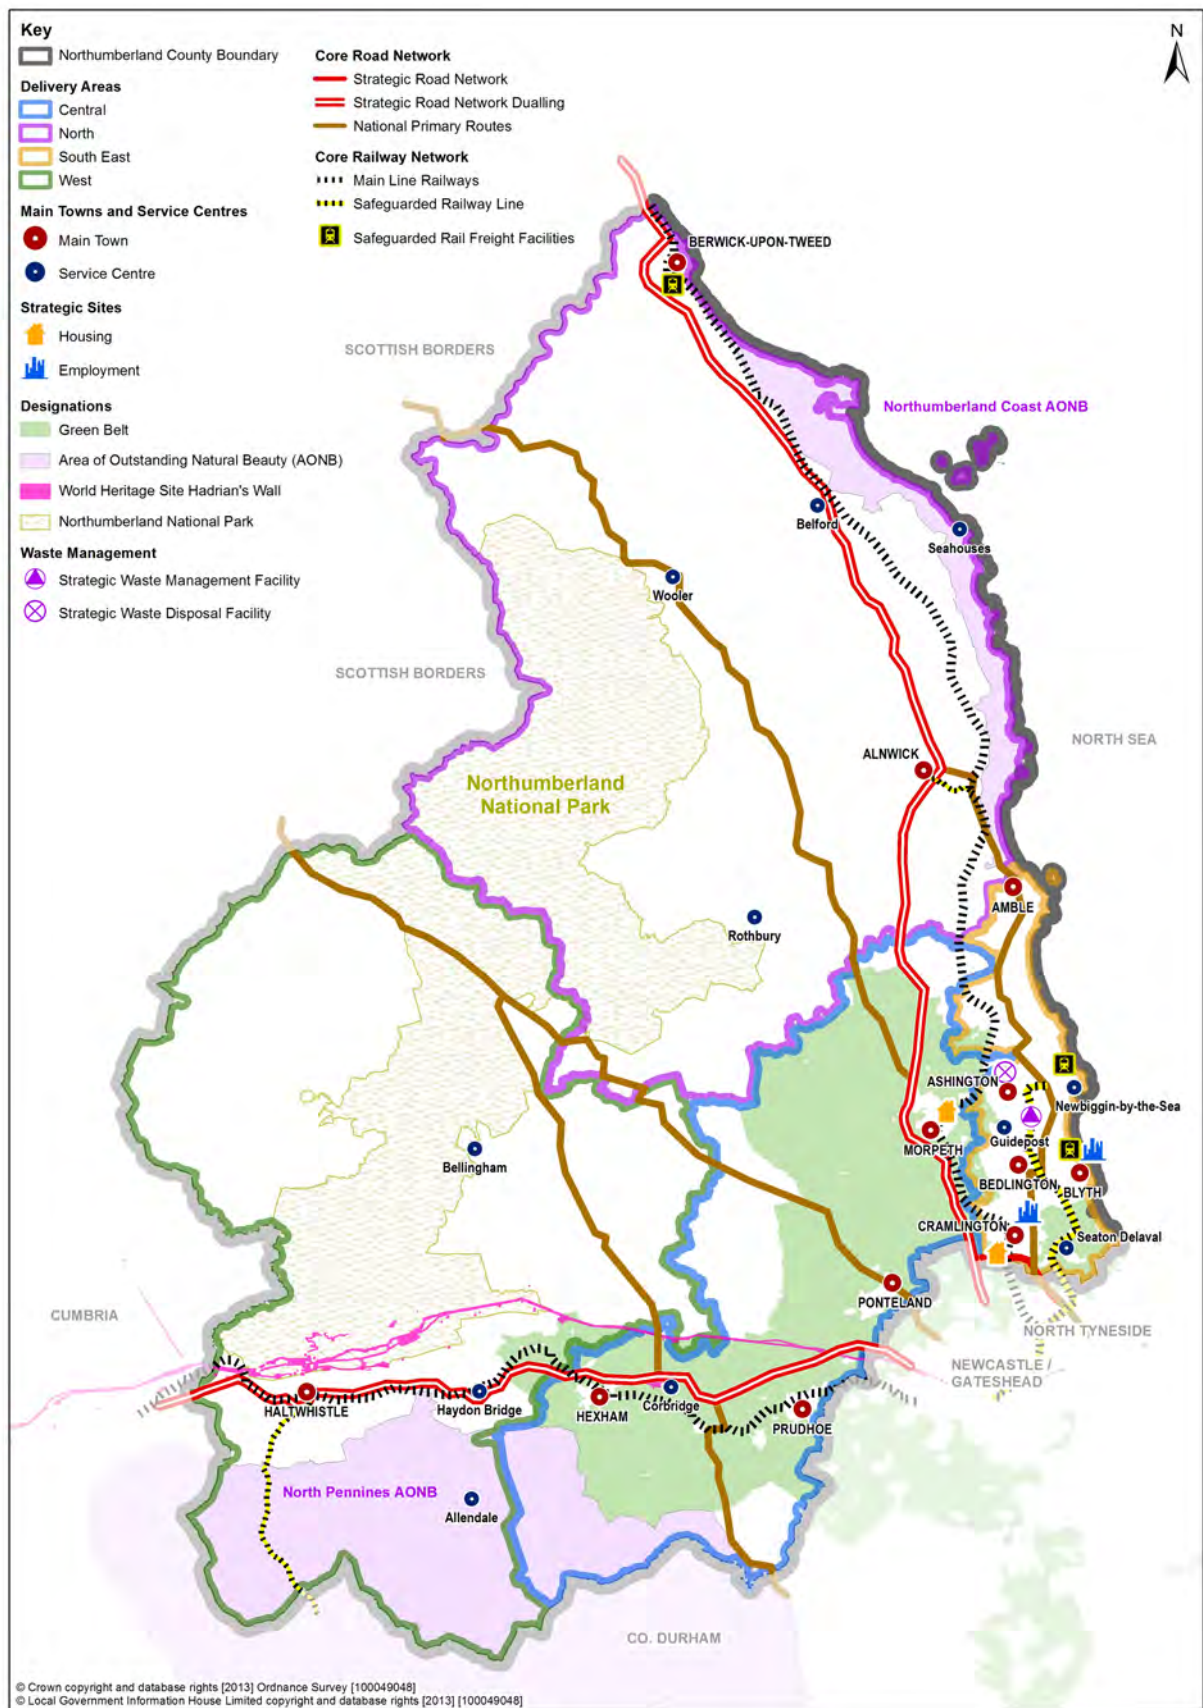 Key
Northumberland County Boundary
Delivery Areas
Central
North
South East
West
Main Towns and Service Centres
Main Town
Service Centre
Strategic Sites
Housing
Employment
Designations
Green Belt
Area of Outstanding Natural Beauty (AONB)
World Heritage Site Hadrian's Wall
Northumberland National Park
Waste Management
Strategic Waste Management Facility
Strategic Waste Disposal Facility
Core Road Network
Strategic Road Network
Strategic Road Network Dualling
National Primary Routes
Core Railway Network
Main Line Railways
Safeguarded Railway Line
Safeguarded Rail Freight Facilities
N
BERWICK-UPON-TWEED
SCOTTISH BORDERS
Northumberland Coast AONB
Belford
Seahouses
Wooler
SCOTTISH BORDERS
NORTH SEA
ALNWICK
Northumberland
National Park
AMBLE
Rothbury
ASHINGTON
Newbiggin-by-the-Sea
Guidepost
MORPETH
Bellingham
BEDLINGTON
BLYTH
CRAMLINGTON
Seaton Delaval
PONTELAND
CUMBRIA
NORTH TYNESIDE
NEWCASTLE /
GATESHEAD
HALTWHISTLE
Haydon Bridge
HEXHAM
Corbridge
PRUDHOE
North Pennines AONB
Allendale
CO. DURHAM
© Crown copyright and database rights [2013] Ordnance Survey [100049048]
© Local Government Information House Limited copyright and database rights [2013] [100049048]